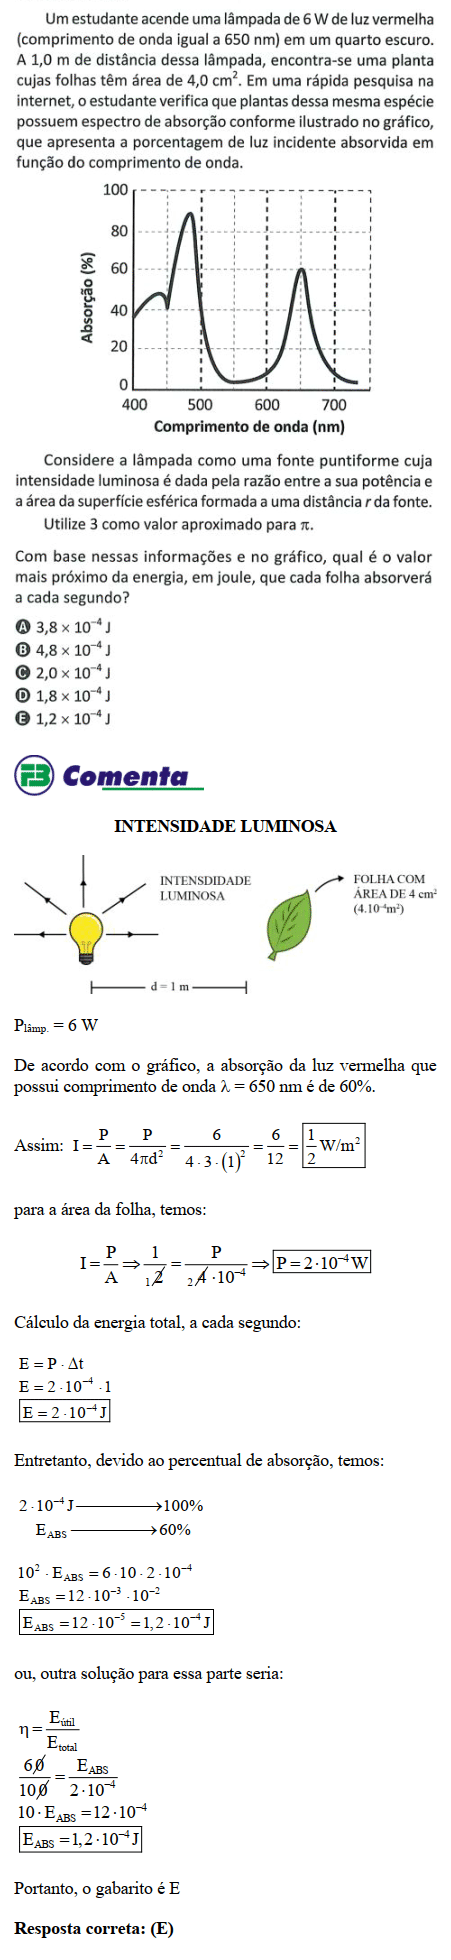 Um estudante acende uma lâmpada de 6 W de luz vermelha
(comprimento de onda igual a 650 nm) em um quarto escuro.
A 1,0 m de distância dessa lâmpada, encontra-se uma planta
cujas folhas têm área de 4,0 cm². Em uma rápida pesquisa na
internet, o estudante verifica que plantas dessa mesma espécie
possuem espectro de absorção conforme ilustrado no gráfico,
que apresenta a porcentagem de luz incidente absorvida em
função do comprimento de onda.
100
80
60
40
20
0
Absorção (%)
400 500 600 700
Comprimento de onda (nm)
Considere a lâmpada como uma fonte puntiforme cuja
intensidade luminosa é dada pela razão entre a sua potência e
a área da superfície esférica formada a uma distância r da fonte.
Utilize 3 como valor aproximado para π.
Com base nessas informações e no gráfico, qual é o valor
mais próximo da energia, em joule, que cada folha absorverá
a cada segundo?
A 3,8 × 10⁻⁴ J
B 4,8 × 10⁻⁴ J
C 2,0 × 10⁻⁴ J
D 1,8 × 10⁻⁴ J
E 1,2 × 10⁻⁴ J
FB Comenta
INTENSIDADE LUMINOSA
INTENSDIDADE
LUMINOSA
FOLHA COM
ÁREA DE 4 cm²
(4.10⁻⁴m²)
d = 1 m
Plâmp. = 6 W
De acordo com o gráfico, a absorção da luz vermelha que
possui comprimento de onda λ = 650 nm é de 60%.
Assim: I = P/A = P/4πd² = 6/4·3·(1)² = 6/12 = 1/2 W/m²
para a área da folha, temos:
I = P/A ⇒ 1/₁2 = P/₂4·10⁻⁴ ⇒ P = 2·10⁻⁴ W
Cálculo da energia total, a cada segundo:
E = P · Δt
E = 2·10⁻⁴ ·1
E = 2·10⁻⁴ J
Entretanto, devido ao percentual de absorção, temos:
2·10⁻⁴ J → 100%
E_ABS → 60%
10² · E_ABS = 6·10·2·10⁻⁴
E_ABS = 12·10⁻³ ·10⁻²
E_ABS = 12·10⁻⁵ = 1,2·10⁻⁴ J
ou, outra solução para essa parte seria:
η = E_útil/E_total
60/100 = E_ABS/2·10⁻⁴
10·E_ABS = 12·10⁻⁴
E_ABS = 1,2·10⁻⁴ J
Portanto, o gabarito é E
Resposta correta: (E)